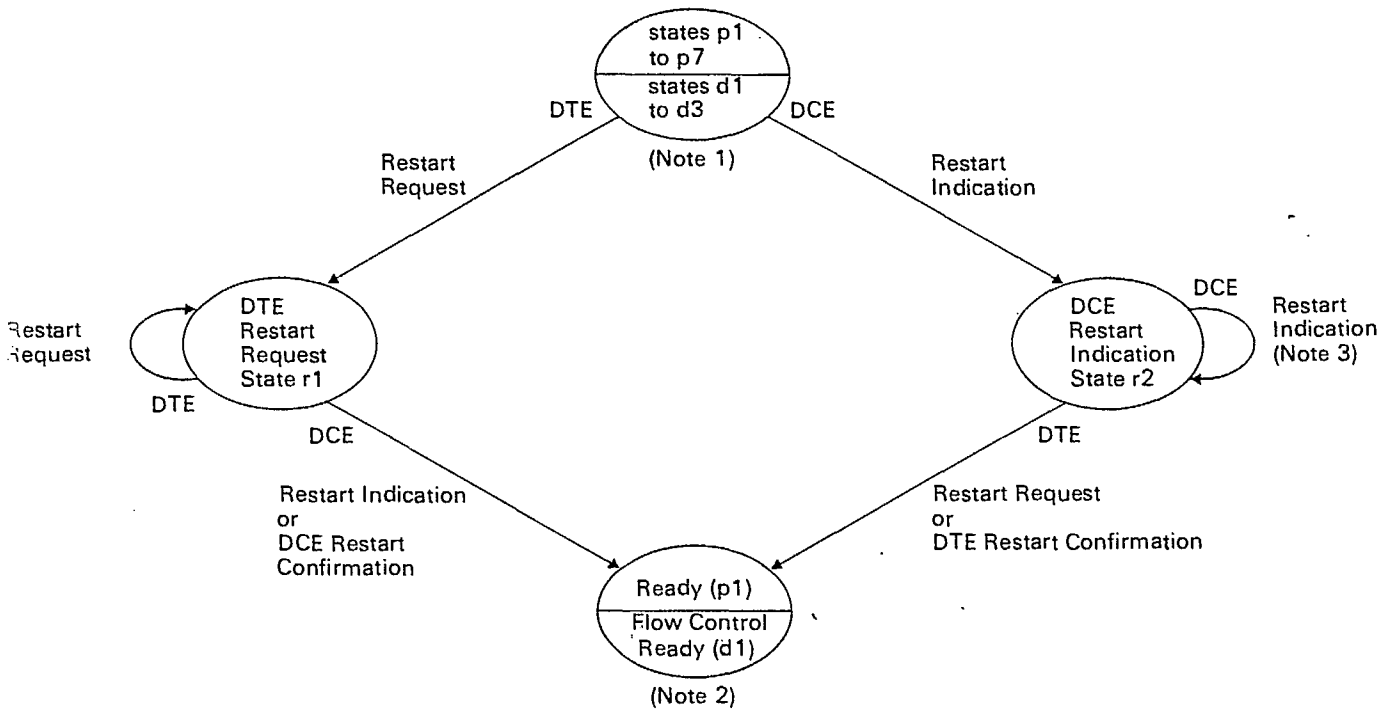 states p1
to p7
states d1
to d3
DTE
DCE
(Note 1)
Restart
Request
Restart
Indication
DTE
Restart
Request
State r1
Restart
Request
DTE
DCE
DCE
Restart
Indication
State r2
DCE
Restart
Indication
(Note 3)
DTE
Restart Indication
or
DCE Restart
Confirmation
Restart Request
or
DTE Restart Confirmation
Ready (p1)
Flow Control
Ready (d1)
(Note 2)